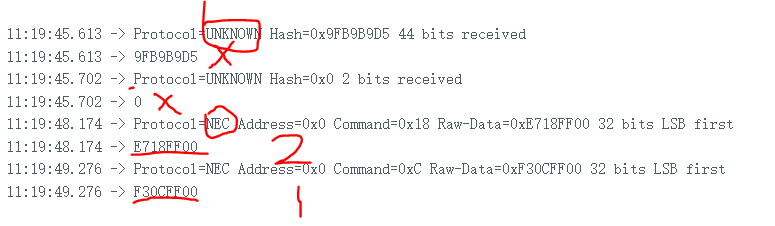 11:19:45.613 -> Protocol=UNKNOWN Hash=0x9FB9B9D5 44 bits received
11:19:45.613 -> 9FB9B9D5
11:19:45.702 -> Protocol=UNKNOWN Hash=0x0 2 bits received
11:19:45.702 -> 0
11:19:48.174 -> Protocol=NEC Address=0x0 Command=0x18 Raw-Data=0xE718FF00 32 bits LSB first
11:19:48.174 -> E718FF00 2
11:19:49.276 -> Protocol=NEC Address=0x0 Command=0xC Raw-Data=0xF30CFF00 32 bits LSB first
11:19:49.276 -> F30CFF00 1